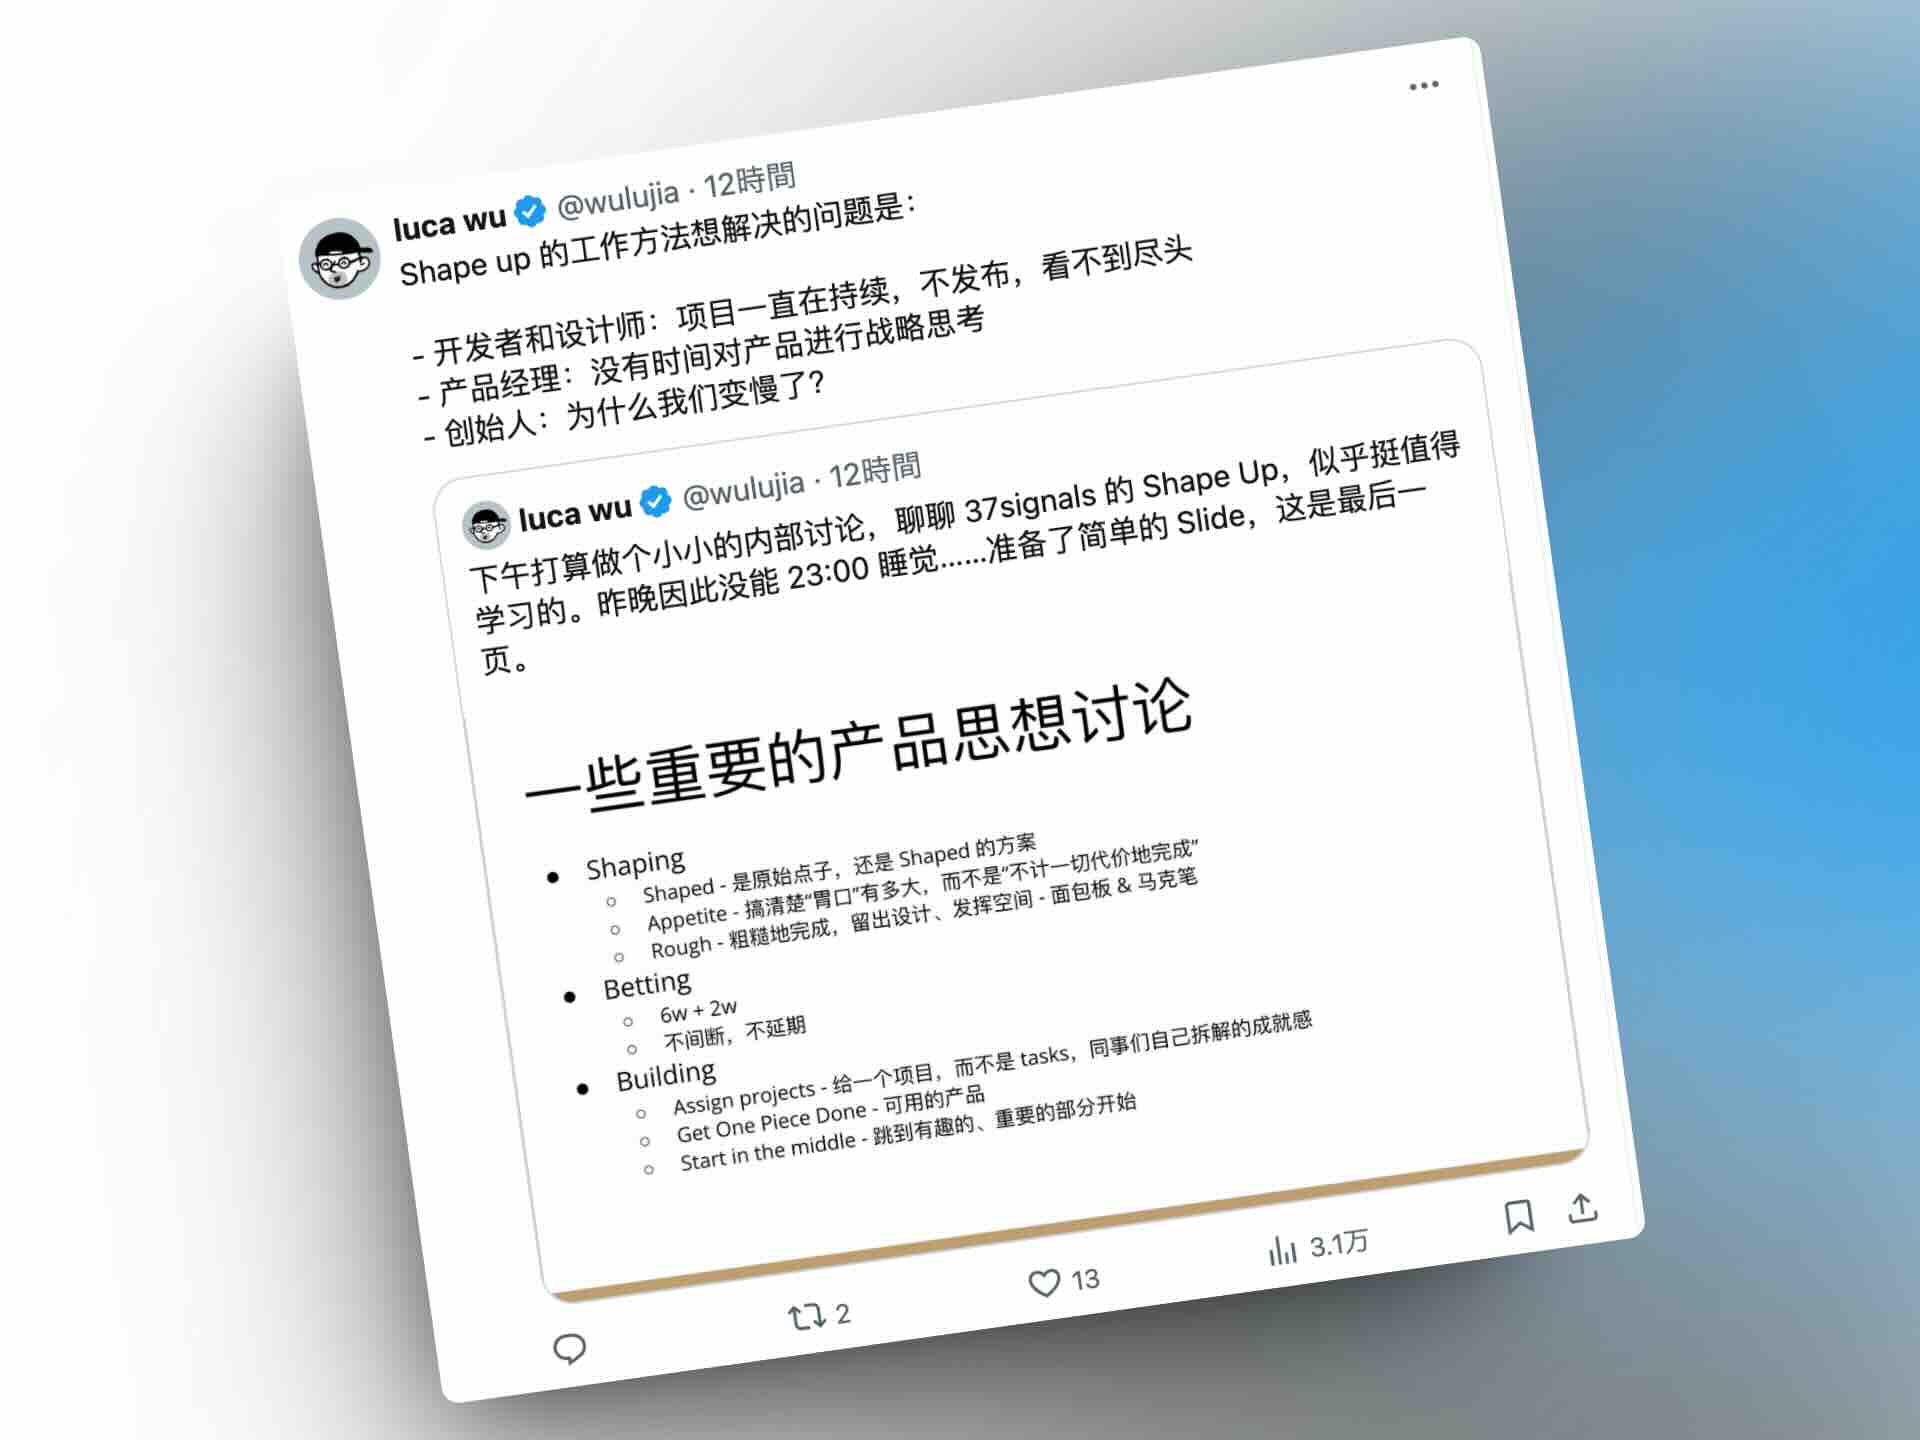 luca wu @wulujia · 12時間
Shape up 的工作方法想解决的问题是：
- 开发者和设计师：项目一直在持续，不发布，看不到尽头
- 产品经理：没有时间对产品进行战略思考
- 创始人：为什么我们变慢了？
luca wu @wulujia · 12時間
下午打算做个小小的内部讨论，聊聊 37signals 的 Shape Up，似乎挺值得
学习的。昨晚因此没能 23:00 睡觉……准备了简单的 Slide，这是最后一
页。
一些重要的产品思想讨论
● Shaping
○ Shaped - 是原始点子，还是 Shaped 的方案
○ Appetite - 搞清楚“胃口”有多大，而不是“不计一切代价地完成”
○ Rough - 粗糙地完成，留出设计、发挥空间 - 面包板 & 马克笔
● Betting
○ 6w + 2w
○ 不间断，不延期
● Building
○ Assign projects - 给一个项目，而不是 tasks，同事们自己拆解的成就感
○ Get One Piece Done - 可用的产品
○ Start in the middle - 跳到有趣的、重要的部分开始
2 13 3.1万